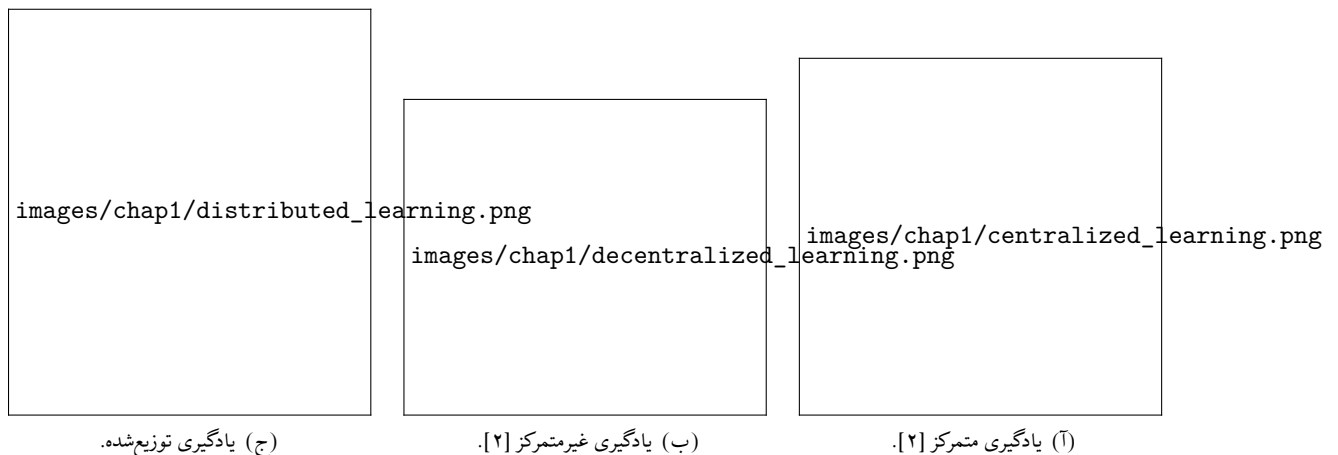 images/chap1/centralized_learning.png
images/chap1/decentralized_learning.png
images/chap1/distributed_learning.png
(آ) یادگیری متمرکز [۲].
(ب) یادگیری غیرمتمرکز [۲].
(ج) یادگیری توزیع‌شده.